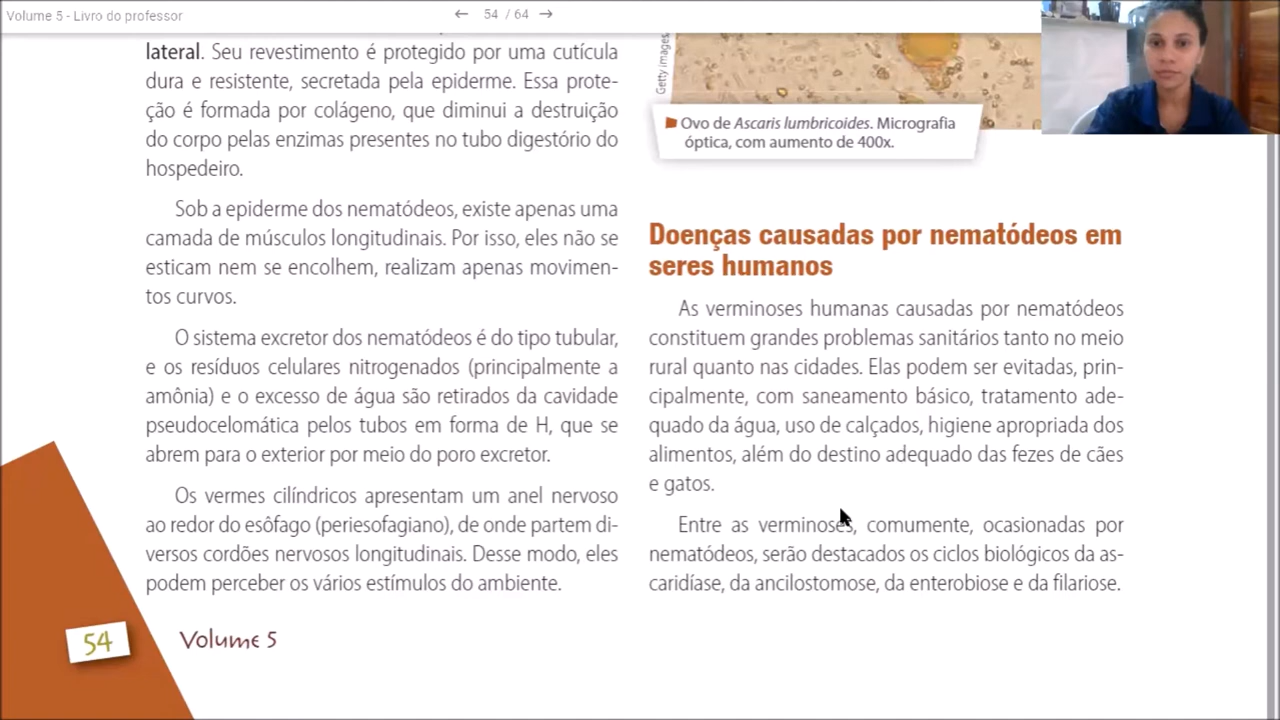 Volume 5 - Livro do professor
← 54 / 64 →
lateral. Seu revestimento é protegido por uma cutícula
dura e resistente, secretada pela epiderme. Essa prote-
ção é formada por colágeno, que diminui a destruição
do corpo pelas enzimas presentes no tubo digestório do
hospedeiro.
Sob a epiderme dos nematódeos, existe apenas uma
camada de músculos longitudinais. Por isso, eles não se
esticam nem se encolhem, realizam apenas movimen-
tos curvos.
O sistema excretor dos nematódeos é do tipo tubular,
e os resíduos celulares nitrogenados (principalmente a
amônia) e o excesso de água são retirados da cavidade
pseudocelomática pelos tubos em forma de H, que se
abrem para o exterior por meio do poro excretor.
Os vermes cilíndricos apresentam um anel nervoso
ao redor do esôfago (periesofagiano), de onde partem di-
versos cordões nervosos longitudinais. Desse modo, eles
podem perceber os vários estímulos do ambiente.
Getty images
Ovo de Ascaris lumbricoides. Micrografia
óptica, com aumento de 400x.
Doenças causadas por nematódeos em
seres humanos
As verminoses humanas causadas por nematódeos
constituem grandes problemas sanitários tanto no meio
rural quanto nas cidades. Elas podem ser evitadas, prin-
cipalmente, com saneamento básico, tratamento ade-
quado da água, uso de calçados, higiene apropriada dos
alimentos, além do destino adequado das fezes de cães
e gatos.
Entre as verminoses, comumente, ocasionadas por
nematódeos, serão destacados os ciclos biológicos da as-
caridíase, da ancilostomose, da enterobiose e da filariose.
54
Volume 5